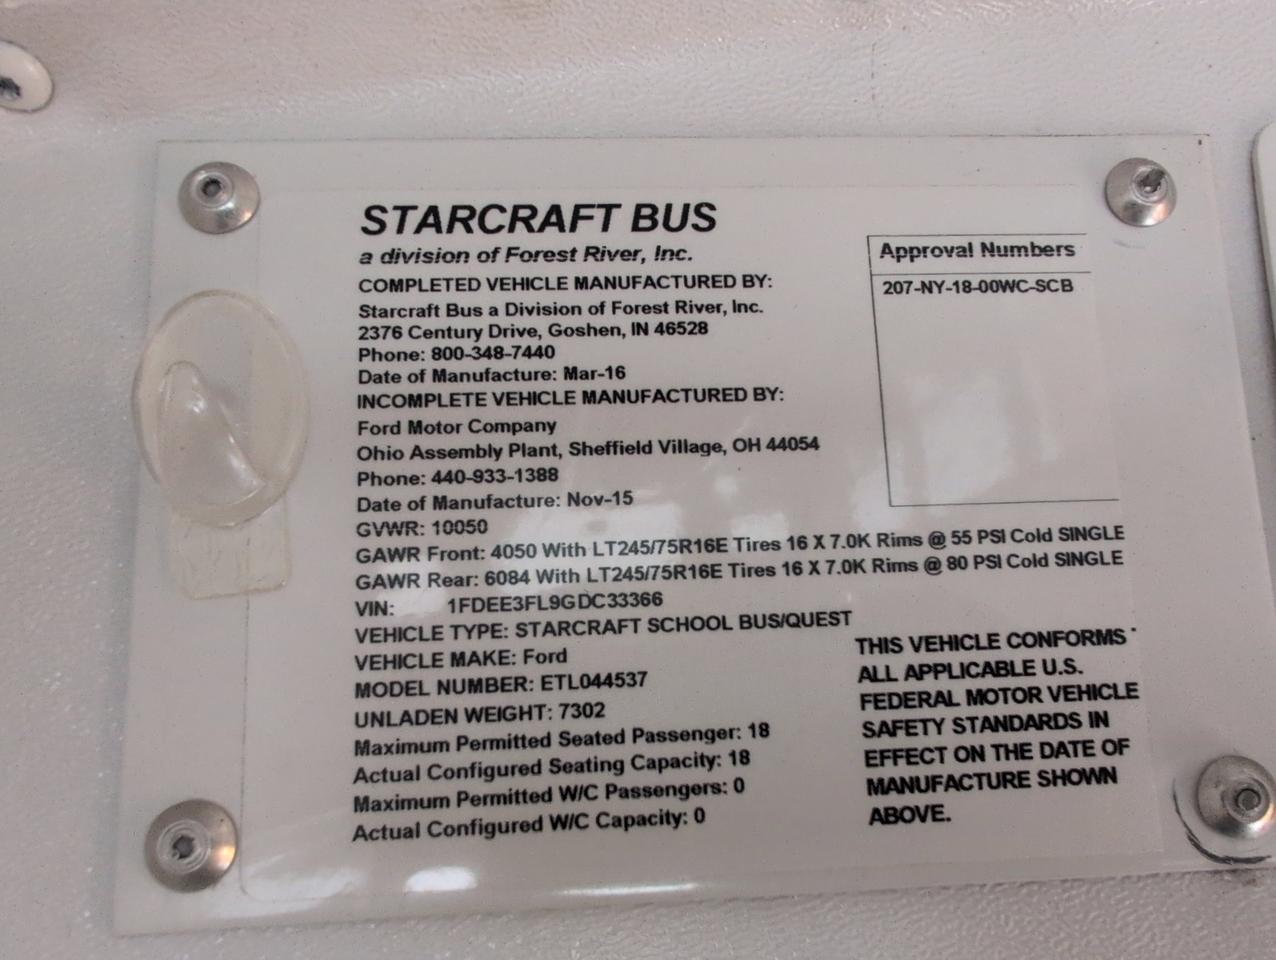 STARCRAFT BUS
a division of Forest River, Inc.
COMPLETED VEHICLE MANUFACTURED BY:
Starcraft Bus a Division of Forest River, Inc.
2376 Century Drive, Goshen, IN 46528
Phone: 800-348-7440
Date of Manufacture: Mar-16
INCOMPLETE VEHICLE MANUFACTURED BY:
Ford Motor Company
Ohio Assembly Plant, Sheffield Village, OH 44054
Phone: 440-933-1388
Date of Manufacture: Nov-15
GVWR: 10050
GAWR Front: 4050 With LT245/75R16E Tires 16 X 7.0K Rims @ 55 PSI Cold SINGLE
GAWR Rear: 6084 With LT245/75R16E Tires 16 X 7.0K Rims @ 80 PSI Cold SINGLE
VIN: 1FDEE3FL9GDC33366
VEHICLE TYPE: STARCRAFT SCHOOL BUS/QUEST
VEHICLE MAKE: Ford
MODEL NUMBER: ETL044537
UNLADEN WEIGHT: 7302
Maximum Permitted Seated Passenger: 18
Actual Configured Seating Capacity: 18
Maximum Permitted W/C Passengers: 0
Actual Configured W/C Capacity: 0
Approval Numbers
207-NY-18-00WC-SCB
THIS VEHICLE CONFORMS
ALL APPLICABLE U.S.
FEDERAL MOTOR VEHICLE
SAFETY STANDARDS IN
EFFECT ON THE DATE OF
MANUFACTURE SHOWN
ABOVE.